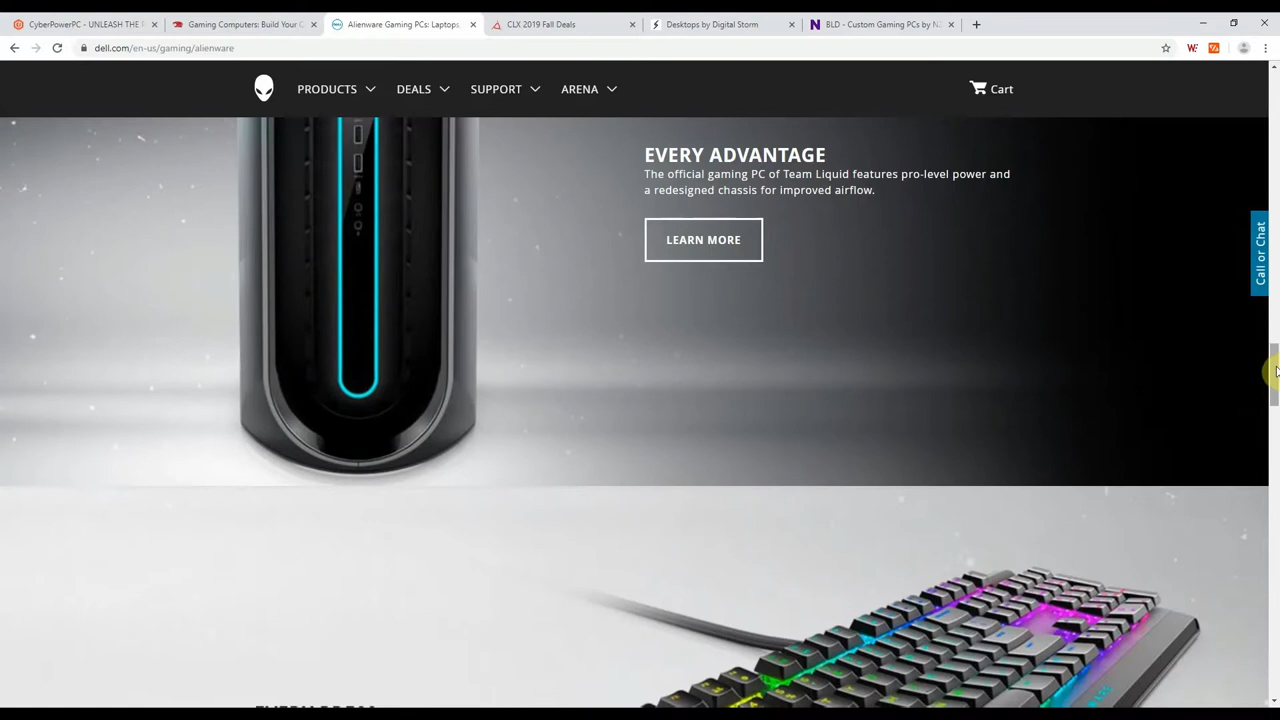 CyberPowerPC - UNLEASH THE P
Gaming Computers: Build Your C
Alienware Gaming PCs: Laptops
CLX 2019 Fall Deals
Desktops by Digital Storm
BLD - Custom Gaming PCs by N
dell.com/en-us/gaming/alienware
PRODUCTS
DEALS
SUPPORT
ARENA
Cart
EVERY ADVANTAGE
The official gaming PC of Team Liquid features pro-level power and
a redesigned chassis for improved airflow.
LEARN MORE
Call or Chat